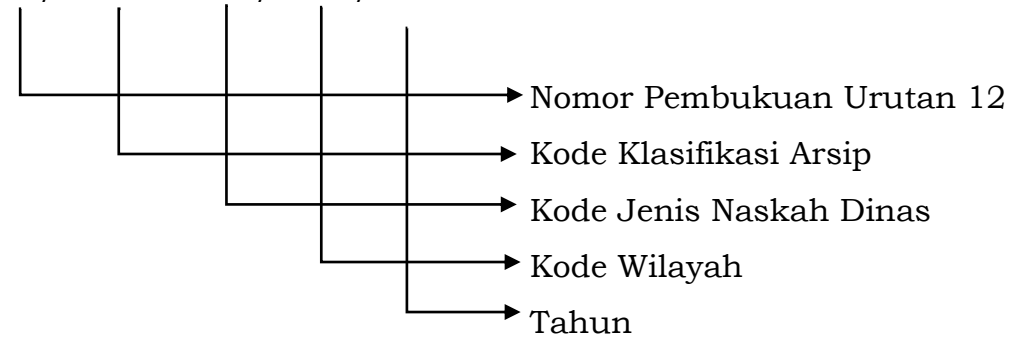 Nomor Pembukuan Urutan 12
Kode Klasifikasi Arsip
Kode Jenis Naskah Dinas
Kode Wilayah
Tahun